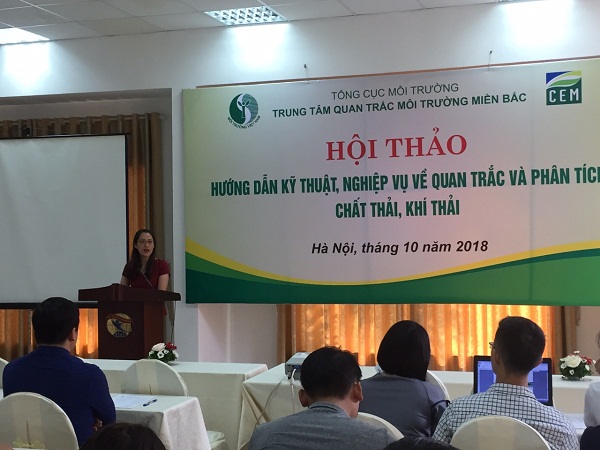 TỔNG CỤC MÔI TRƯỜNG
TRUNG TÂM QUAN TRẮC MÔI TRƯỜNG MIỀN BẮC
CEM
HỘI THẢO
HƯỚNG DẪN KỸ THUẬT, NGHIỆP VỤ VỀ QUAN TRẮC VÀ PHÂN TÍCH
CHẤT THẢI, KHÍ THẢI
Hà Nội, tháng 10 năm 2018